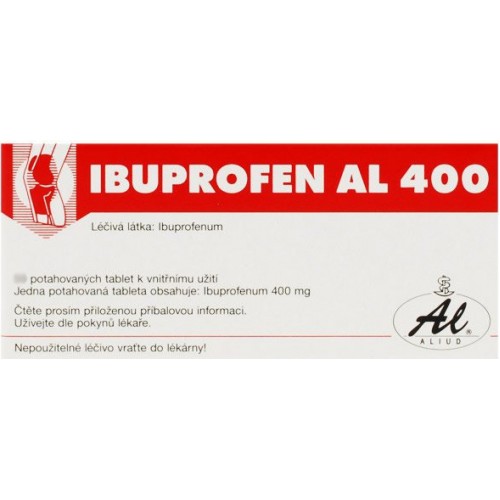 IBUPROFEN AL 400
Léčivá látka: Ibuprofenum
potahovaných tablet k vnitřnímu užití
Jedna potahovaná tableta obsahuje: Ibuprofenum 400 mg
Čtěte prosím přiloženou příbalovou informaci.
Užívejte dle pokynů lékaře.
Al ®
ALIUD
Nepoužitelné léčivo vraťte do lékárny!